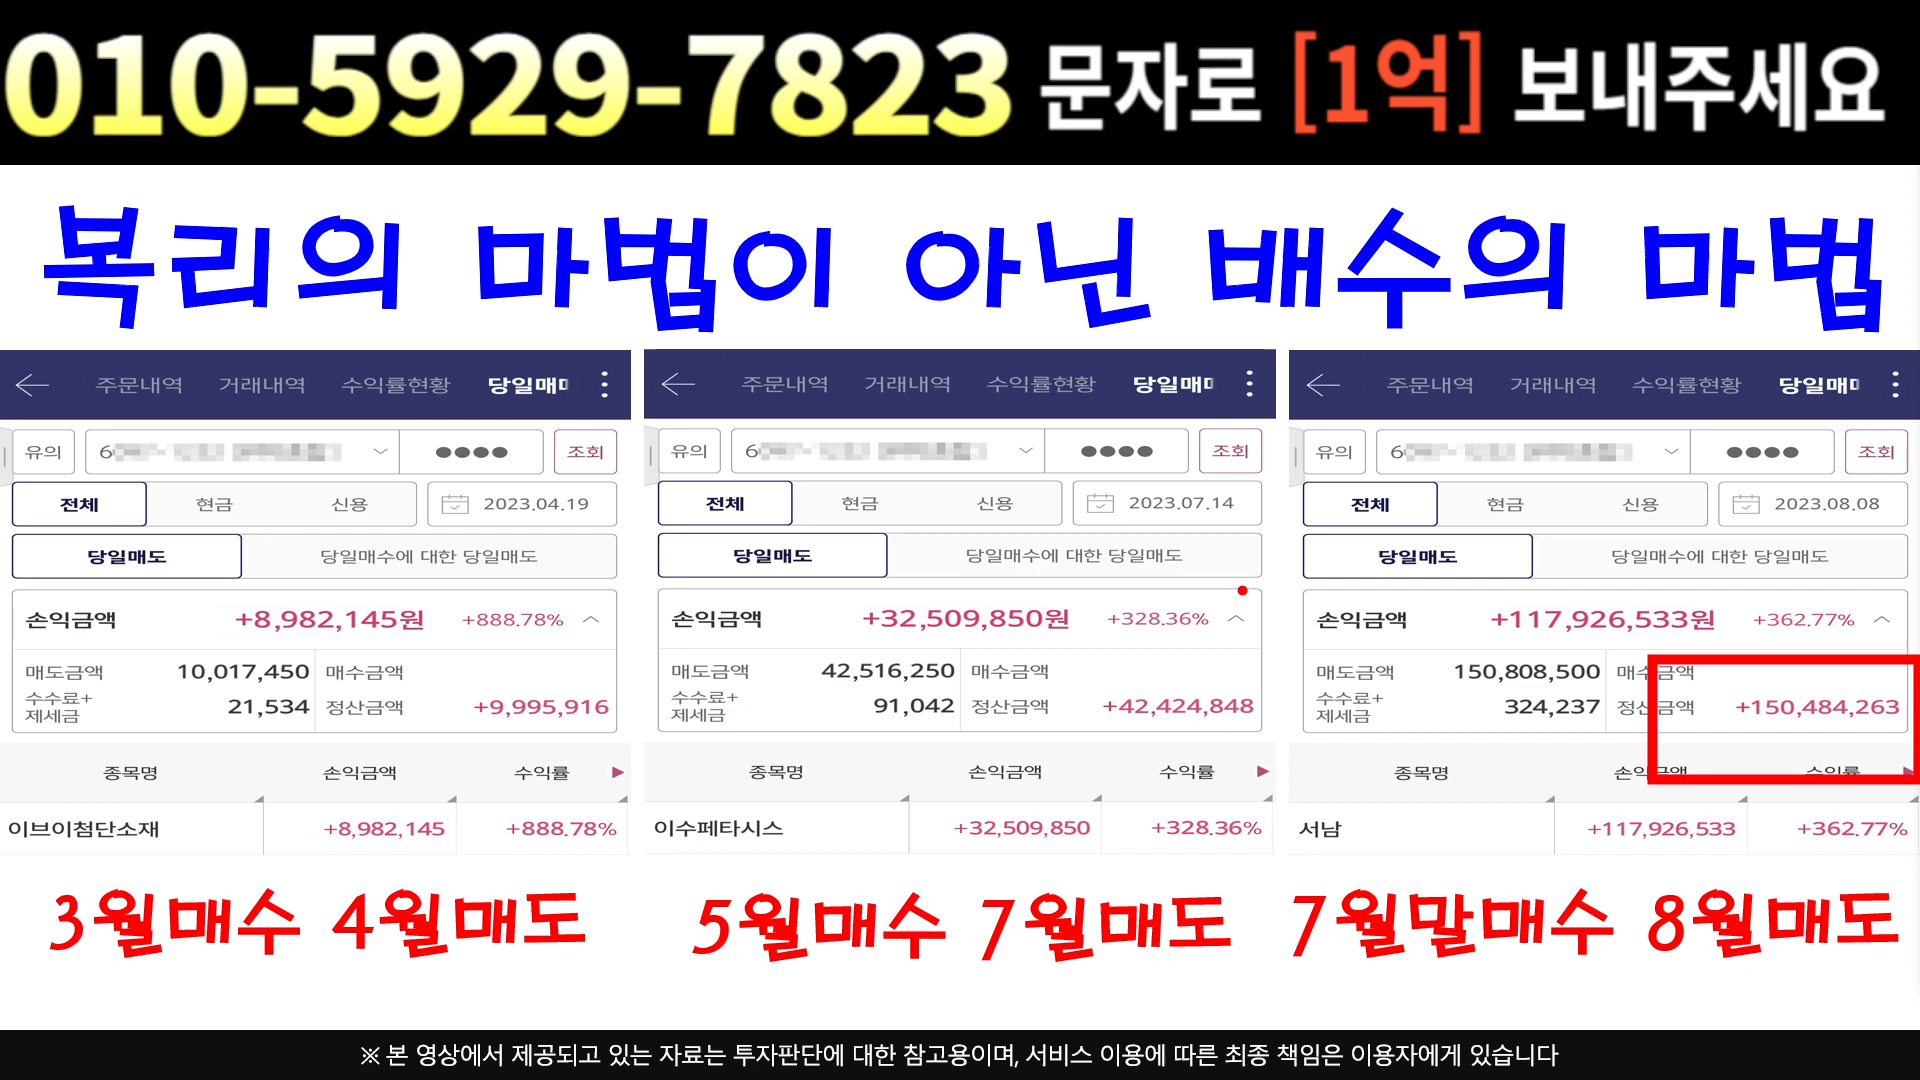 010-5929-7823 문자로 [1억] 보내주세요
복리의 마법이 아닌 배수의 마법
주문내역 거래내역 수익률현황 당일매
유의 6 ●●●● 조회
전체 현금 신용 2023.04.19
당일매도 당일매수에 대한 당일매도
손익금액 +8,982,145원 +888.78%
매도금액 10,017,450 매수금액
수수료+
제세금 21,534 정산금액 +9,995,916
종목명 손익금액 수익률
이브이첨단소재 +8,982,145 +888.78%
3월매수 4월매도
주문내역 거래내역 수익률현황 당일매
유의 6 ●●●● 조회
전체 현금 신용 2023.07.14
당일매도 당일매수에 대한 당일매도
손익금액 +32,509,850원 +328.36%
매도금액 42,516,250 매수금액
수수료+
제세금 91,042 정산금액 +42,424,848
종목명 손익금액 수익률
이수페타시스 +32,509,850 +328.36%
5월매수 7월매도
주문내역 거래내역 수익률현황 당일매
유의 6 ●●●● 조회
전체 현금 신용 2023.08.08
당일매도 당일매수에 대한 당일매도
손익금액 +117,926,533원 +362.77%
매도금액 150,808,500 매수금액
수수료+
제세금 324,237 정산금액 +150,484,263
종목명 손익금액 수익률
서남 +117,926,533 +362.77%
7월말매수 8월매도
※ 본 영상에서 제공되고 있는 자료는 투자판단에 대한 참고용이며, 서비스 이용에 따른 최종 책임은 이용자에게 있습니다